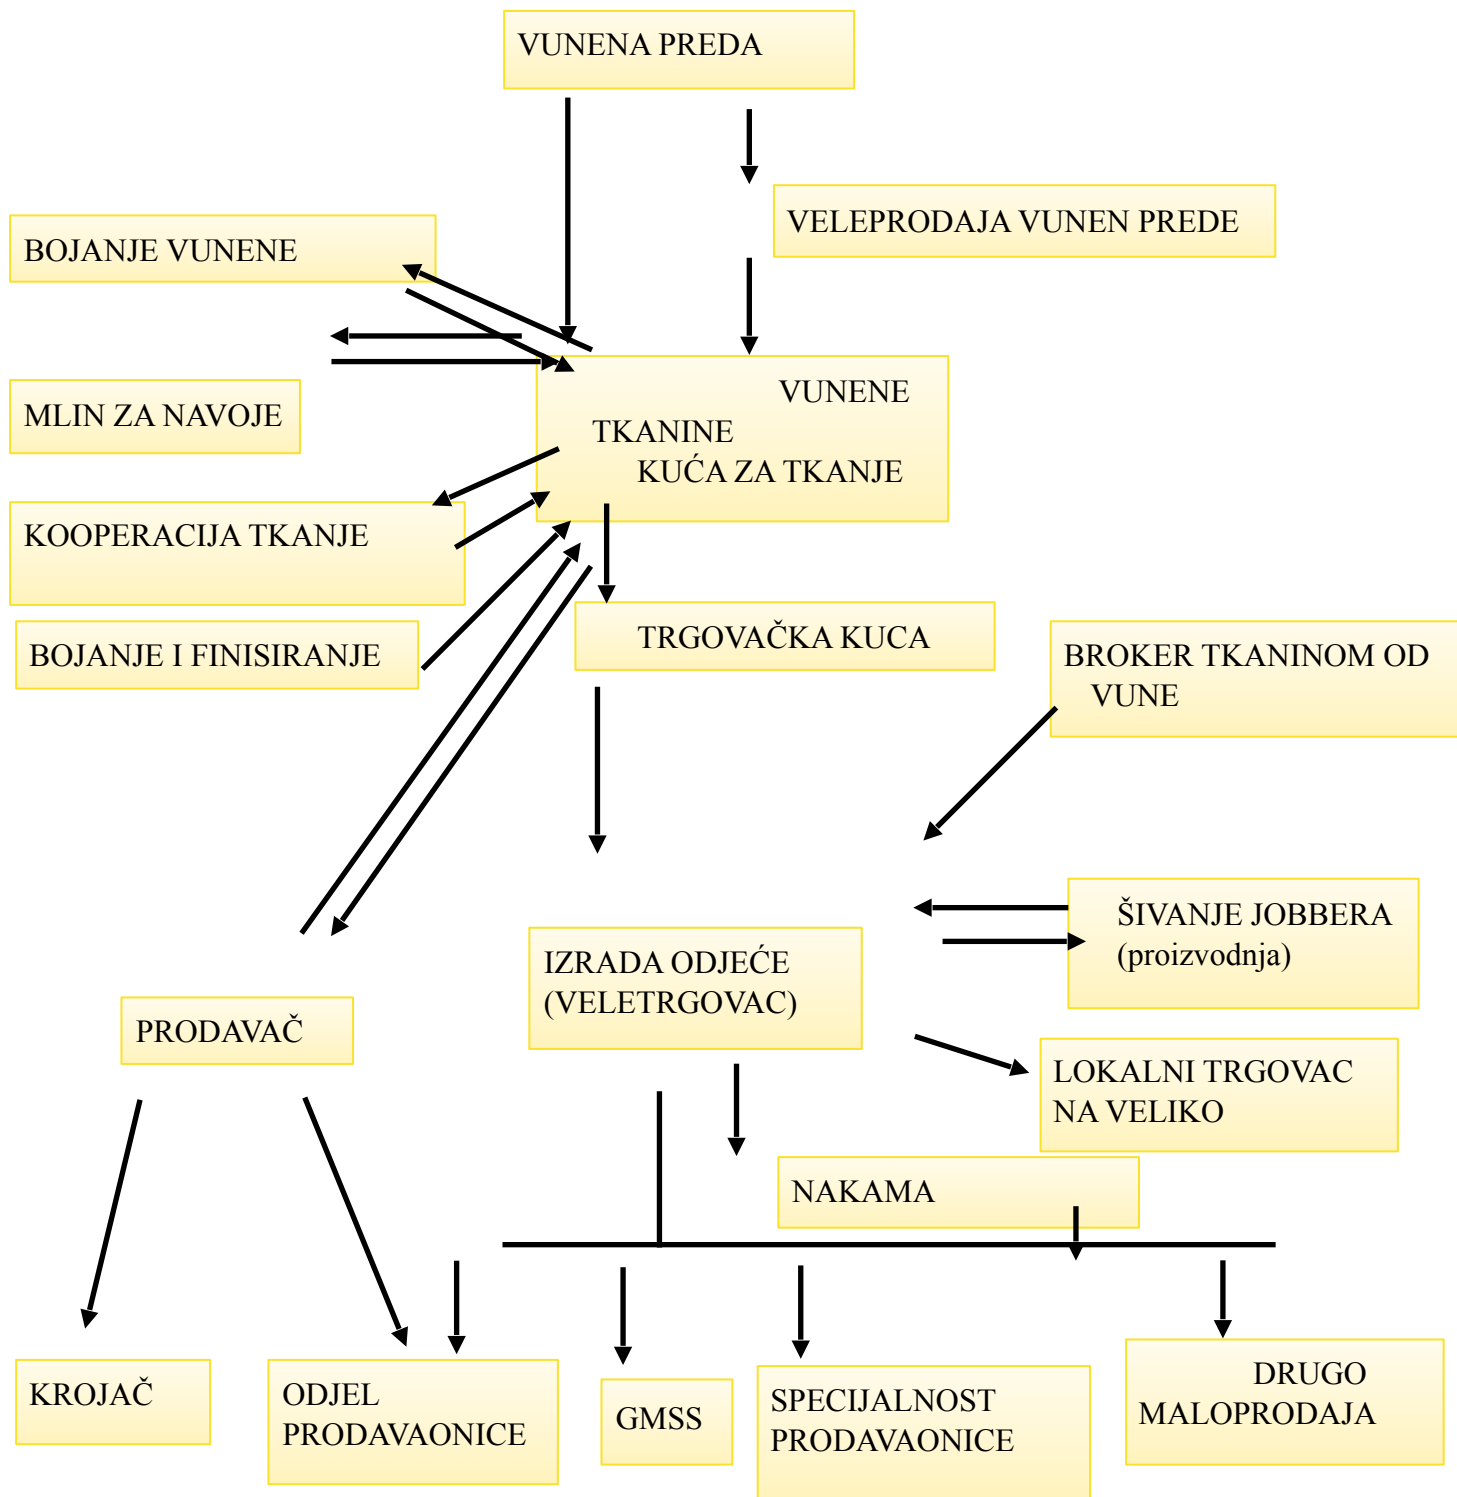 VUNENA PREDA
VELEPRODAJA VUNEN PREDE
BOJANJE VUNENE
VUNENE
TKANINE
KUĆA ZA TKANJE
MLIN ZA NAVOJE
KOOPERACIJA TKANJE
BOJANJE I FINISIRANJE
TRGOVAČKA KUCA
BROKER TKANINOM OD
VUNE
ŠIVANJE JOBBERA
(proizvodnja)
IZRADA ODJEĆE
(VELETRGOVAC)
PRODAVAČ
LOKALNI TRGOVAC
NA VELIKO
NAKAMA
KROJAČ
ODJEL
PRODAVAONICE
GMSS
SPECIJALNOST
PRODAVAONICE
DRUGO
MALOPRODAJA